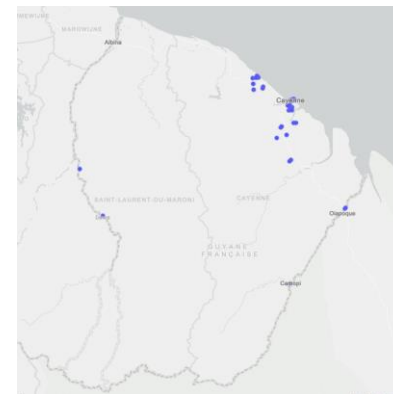 MAROWIJNE
Albina
Cayenne
SAINT-LAURENT-DU-MARONI
CAYENNE
Oiapoque
GUYANE
FRANÇAISE
Camopi